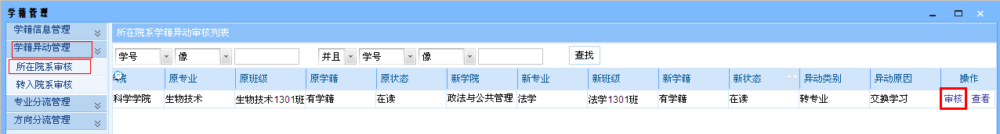 学籍管理
学籍信息管理
学籍异动管理
所在院系审核
转入院系审核
专业分流管理
方向分流管理
所在院系学籍异动审核列表
学号 像 并且 学号 像 查找
院 原专业 原班级 原学籍 原状态 新学院 新专业 新班级 新学籍 新状态 异动类别 异动原因 操作
科学学院 生物技术 生物技术1301班 有学籍 在读 政法与公共管理 法学 法学1301班 有学籍 在读 转专业 交换学习 审核 查看